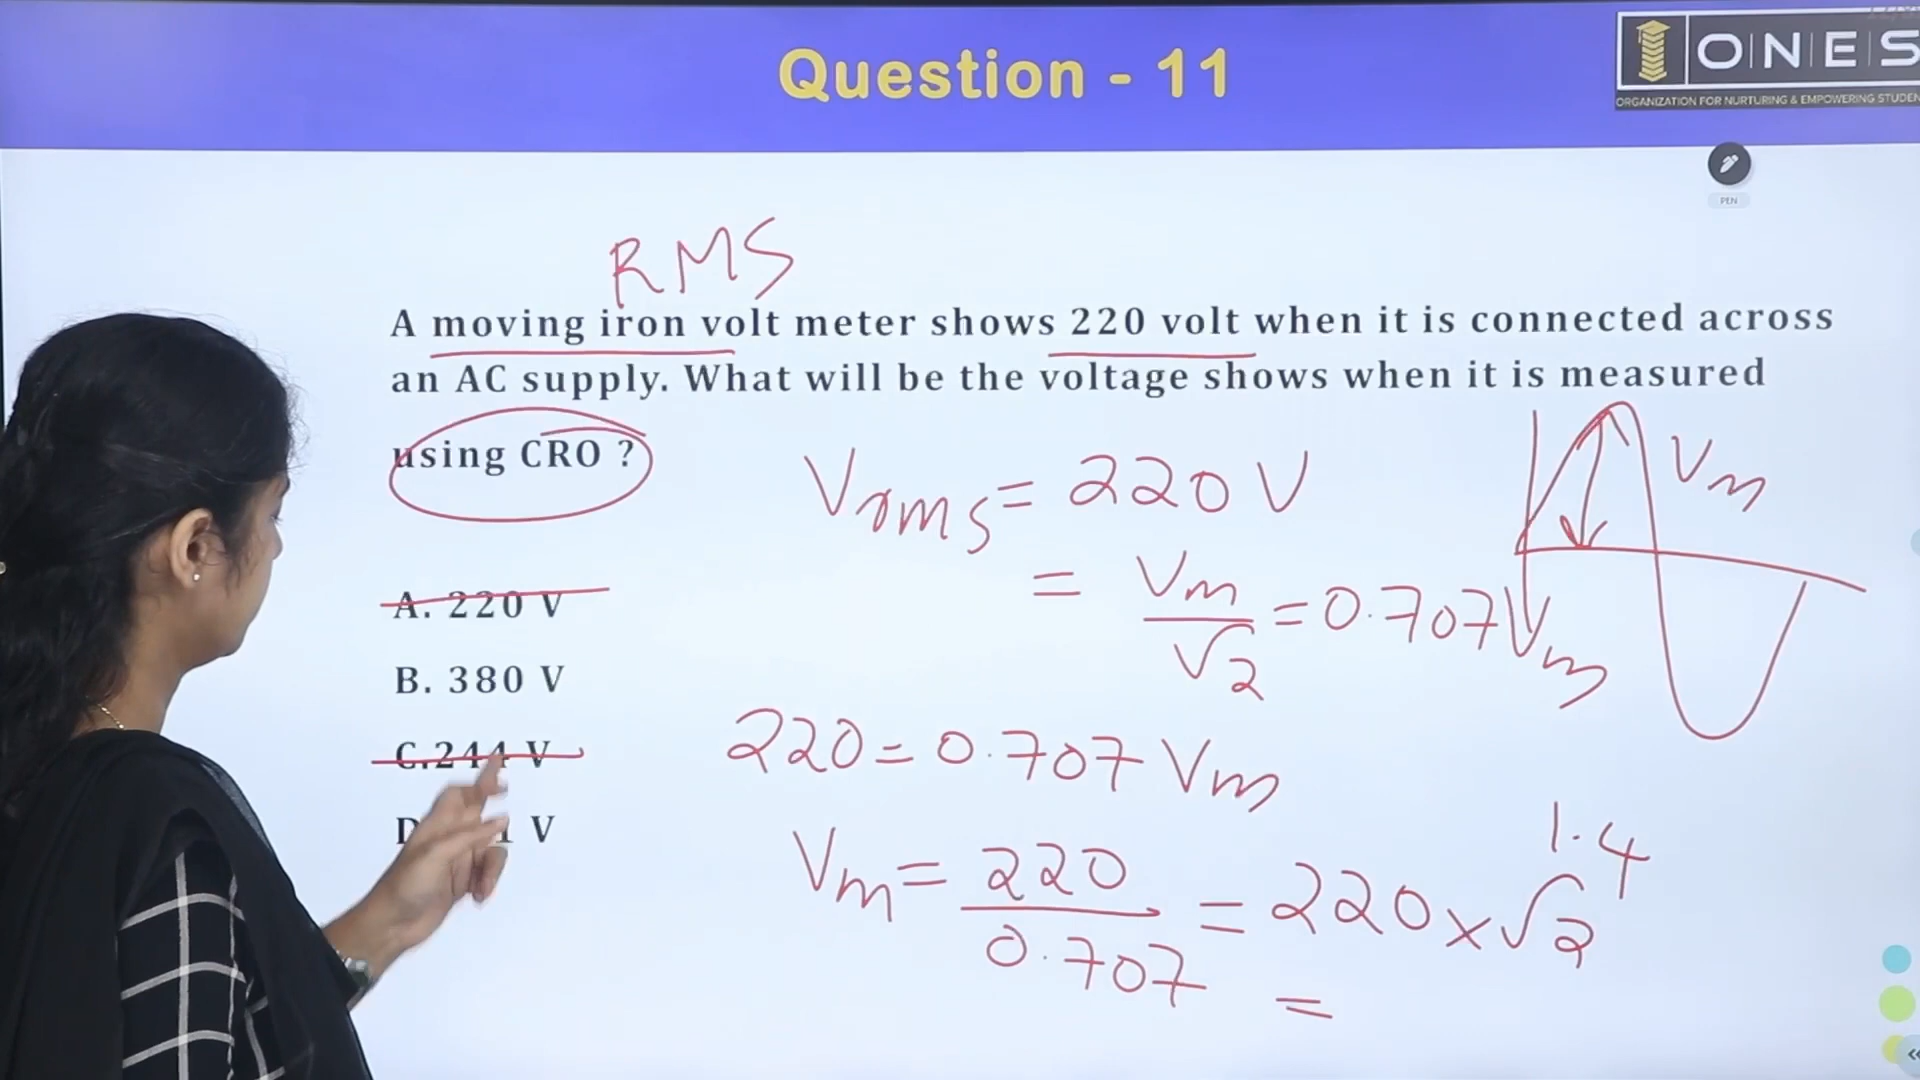 Question - 11
ONES
ORGANIZATION FOR NURTURING & EMPOWERING
PEN
RMS
A moving iron volt meter shows 220 volt when it is connected across
an AC supply. What will be the voltage shows when it is measured
using CRO ?
Vrms = 220 V
Vm
= Vm/√2 = 0.707 Vm
A. 220 V
B. 380 V
C.244 V
D V
220 = 0.707 Vm
1.4
Vm = 220/0.707 = 220 × √2
=